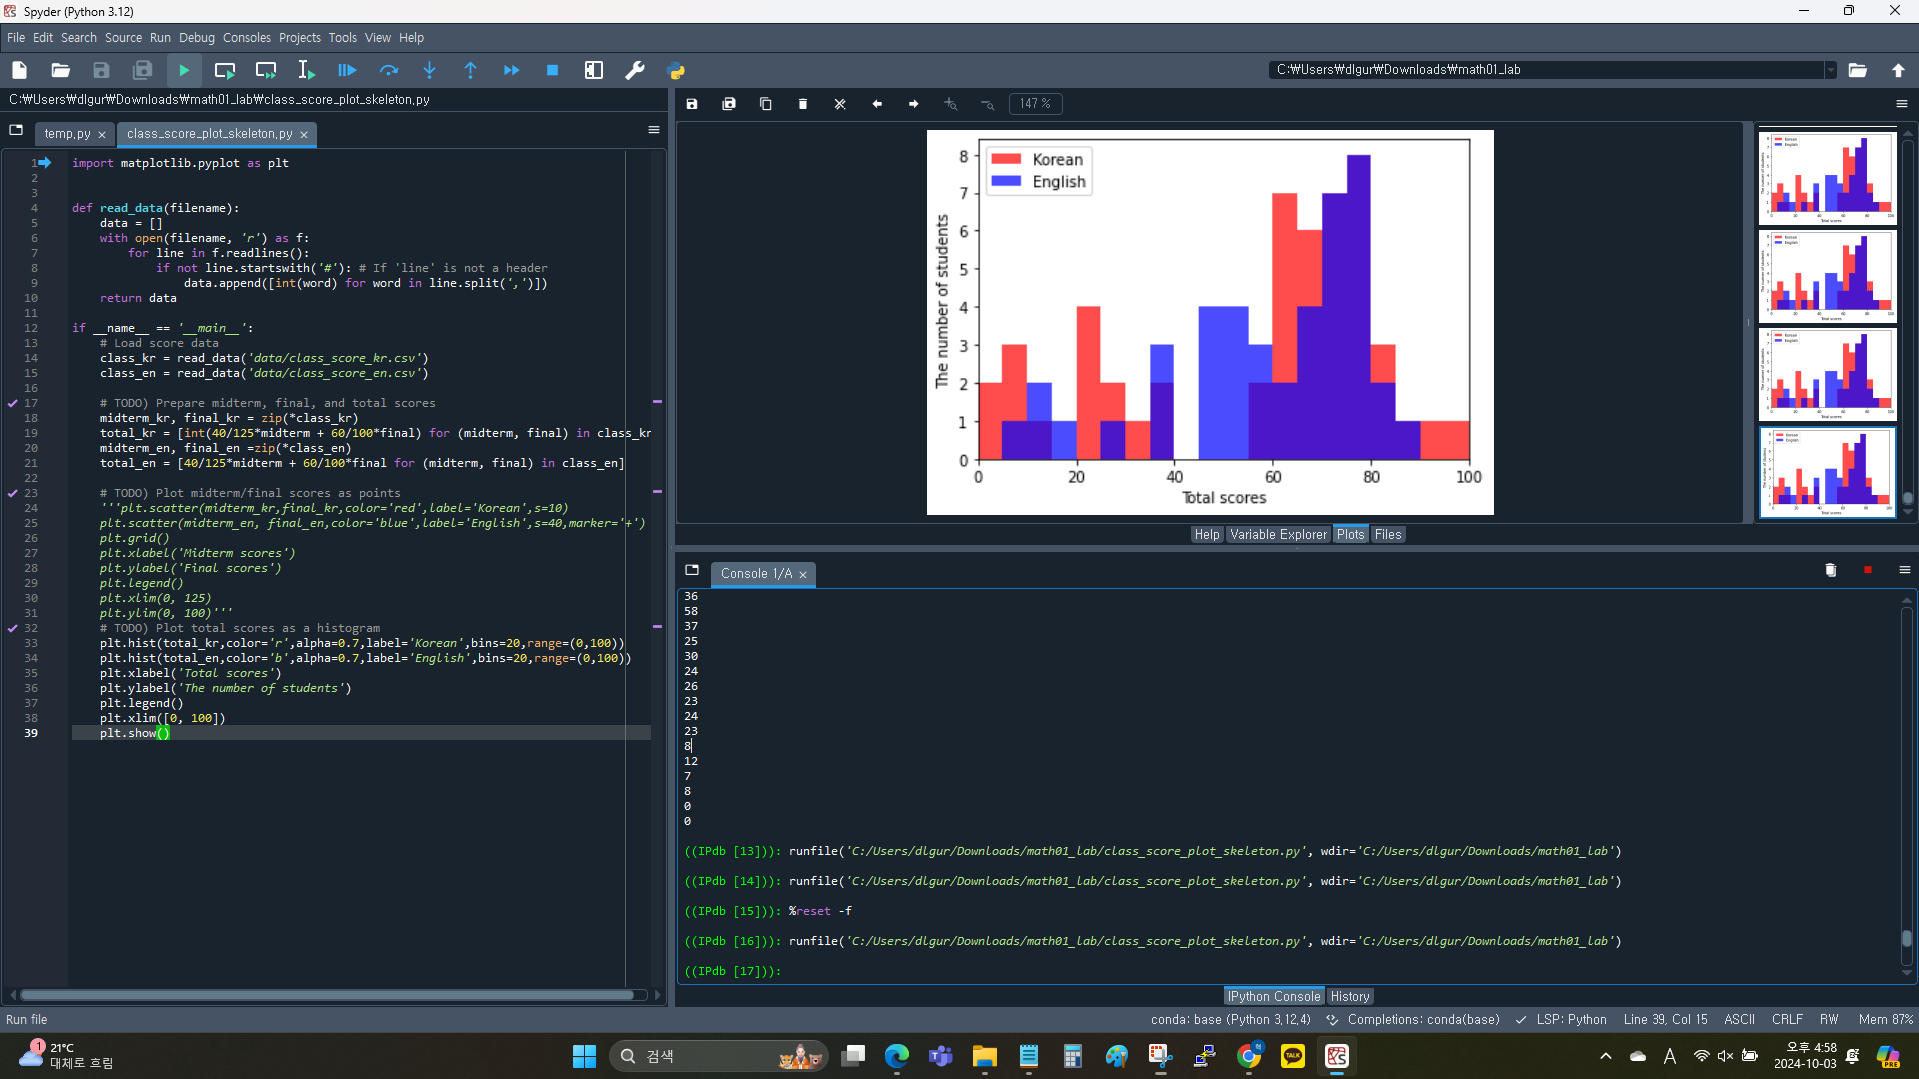 Spyder (Python 3.12)
File Edit Search Source Run Debug Consoles Projects Tools View Help
C:₩Users₩dlgur₩Downloads₩math01_lab
C:₩Users₩dlgur₩Downloads₩math01_lab₩class_score_plot_skeleton.py
temp.py
class_score_plot_skeleton.py
1 import matplotlib.pyplot as plt
2
3
4 def read_data(filename):
5 data = []
6 with open(filename, 'r') as f:
7 for line in f.readlines():
8 if not line.startswith('#'): # If 'line' is not a header
9 data.append([int(word) for word in line.split(',')])
10 return data
11
12 if __name__ == '__main__':
13 # Load score data
14 class_kr = read_data('data/class_score_kr.csv')
15 class_en = read_data('data/class_score_en.csv')
16
17 # TODO) Prepare midterm, final, and total scores
18 midterm_kr, final_kr = zip(*class_kr)
19 total_kr = [int(40/125*midterm + 60/100*final) for (midterm, final) in class_kr
20 midterm_en, final_en =zip(*class_en)
21 total_en = [40/125*midterm + 60/100*final for (midterm, final) in class_en]
22
23 # TODO) Plot midterm/final scores as points
24 '''plt.scatter(midterm_kr,final_kr,color='red',label='Korean',s=10)
25 plt.scatter(midterm_en, final_en,color='blue',label='English',s=40,marker='+')
26 plt.grid()
27 plt.xlabel('Midterm scores')
28 plt.ylabel('Final scores')
29 plt.legend()
30 plt.xlim(0, 125)
31 plt.ylim(0, 100)'''
32 # TODO) Plot total scores as a histogram
33 plt.hist(total_kr,color='r',alpha=0.7,label='Korean',bins=20,range=(0,100))
34 plt.hist(total_en,color='b',alpha=0.7,label='English',bins=20,range=(0,100))
35 plt.xlabel('Total scores')
36 plt.ylabel('The number of students')
37 plt.legend()
38 plt.xlim([0, 100])
39 plt.show()
147 %
Korean
English
The number of students
8
7
6
5
4
3
2
1
0
0 20 40 60 80 100
Total scores
Help Variable Explorer Plots Files
Console 1/A
36
58
37
25
30
24
26
23
24
23
8
12
7
8
0
0
((IPdb [13])): runfile('C:/Users/dlgur/Downloads/math01_lab/class_score_plot_skeleton.py', wdir='C:/Users/dlgur/Downloads/math01_lab')
((IPdb [14])): runfile('C:/Users/dlgur/Downloads/math01_lab/class_score_plot_skeleton.py', wdir='C:/Users/dlgur/Downloads/math01_lab')
((IPdb [15])): %reset -f
((IPdb [16])): runfile('C:/Users/dlgur/Downloads/math01_lab/class_score_plot_skeleton.py', wdir='C:/Users/dlgur/Downloads/math01_lab')
((IPdb [17])):
IPython Console History
Run file
conda: base (Python 3.12.4) Completions: conda(base) LSP: Python Line 39, Col 15 ASCII CRLF RW Mem 87%
1
21°C
대체로 흐림
검색
TALK
혁
A
오후 4:58
2024-10-03
PRE